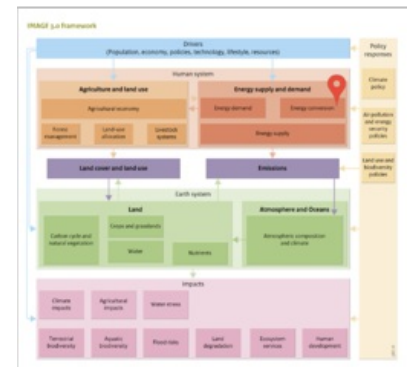 IMAGE 3.0 framework
Drivers
(Population, economy, policies, technology, lifestyle, resources)
Policy
responses
Human system
Agriculture and land use
Energy supply and demand
Climate
policy
Agricultural economy
Energy demand
Energy conversion
Air pollution
and energy
security
policies
Forest
management
Land-use
allocation
Livestock
systems
Energy supply
Land cover and land use
Emissions
Land use and
biodiversity
policies
Earth system
Land
Atmosphere and Oceans
Carbon cycle and
natural vegetation
Crops and grasslands
Water
Nutrients
Atmospheric composition
and climate
Impacts
Climate
impacts
Agricultural
impacts
Water stress
Terrestrial
biodiversity
Aquatic
biodiversity
Flood risks
Land
degradation
Ecosystem
services
Human
development